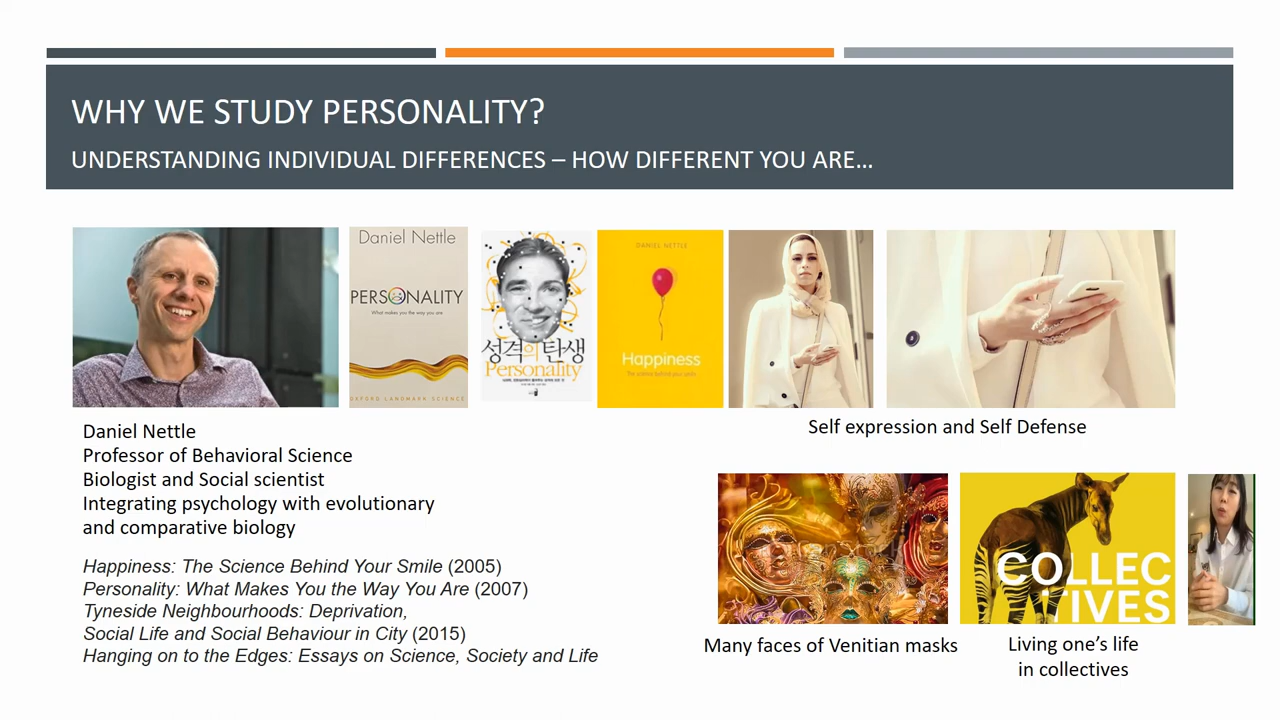 WHY WE STUDY PERSONALITY?
UNDERSTANDING INDIVIDUAL DIFFERENCES – HOW DIFFERENT YOU ARE…
Daniel Nettle
PERSONALITY
What makes you the way you are
OXFORD LANDMARK SCIENCE
성격의 탄생
Personality
DANIEL NETTLE
Happiness
The science behind your smile
Daniel Nettle
Professor of Behavioral Science
Biologist and Social scientist
Integrating psychology with evolutionary
and comparative biology
Happiness: The Science Behind Your Smile (2005)
Personality: What Makes You the Way You Are (2007)
Tyneside Neighbourhoods: Deprivation,
Social Life and Social Behaviour in City (2015)
Hanging on to the Edges: Essays on Science, Society and Life
Self expression and Self Defense
COLLEC
TIVES
Many faces of Venitian masks
Living one’s life
in collectives